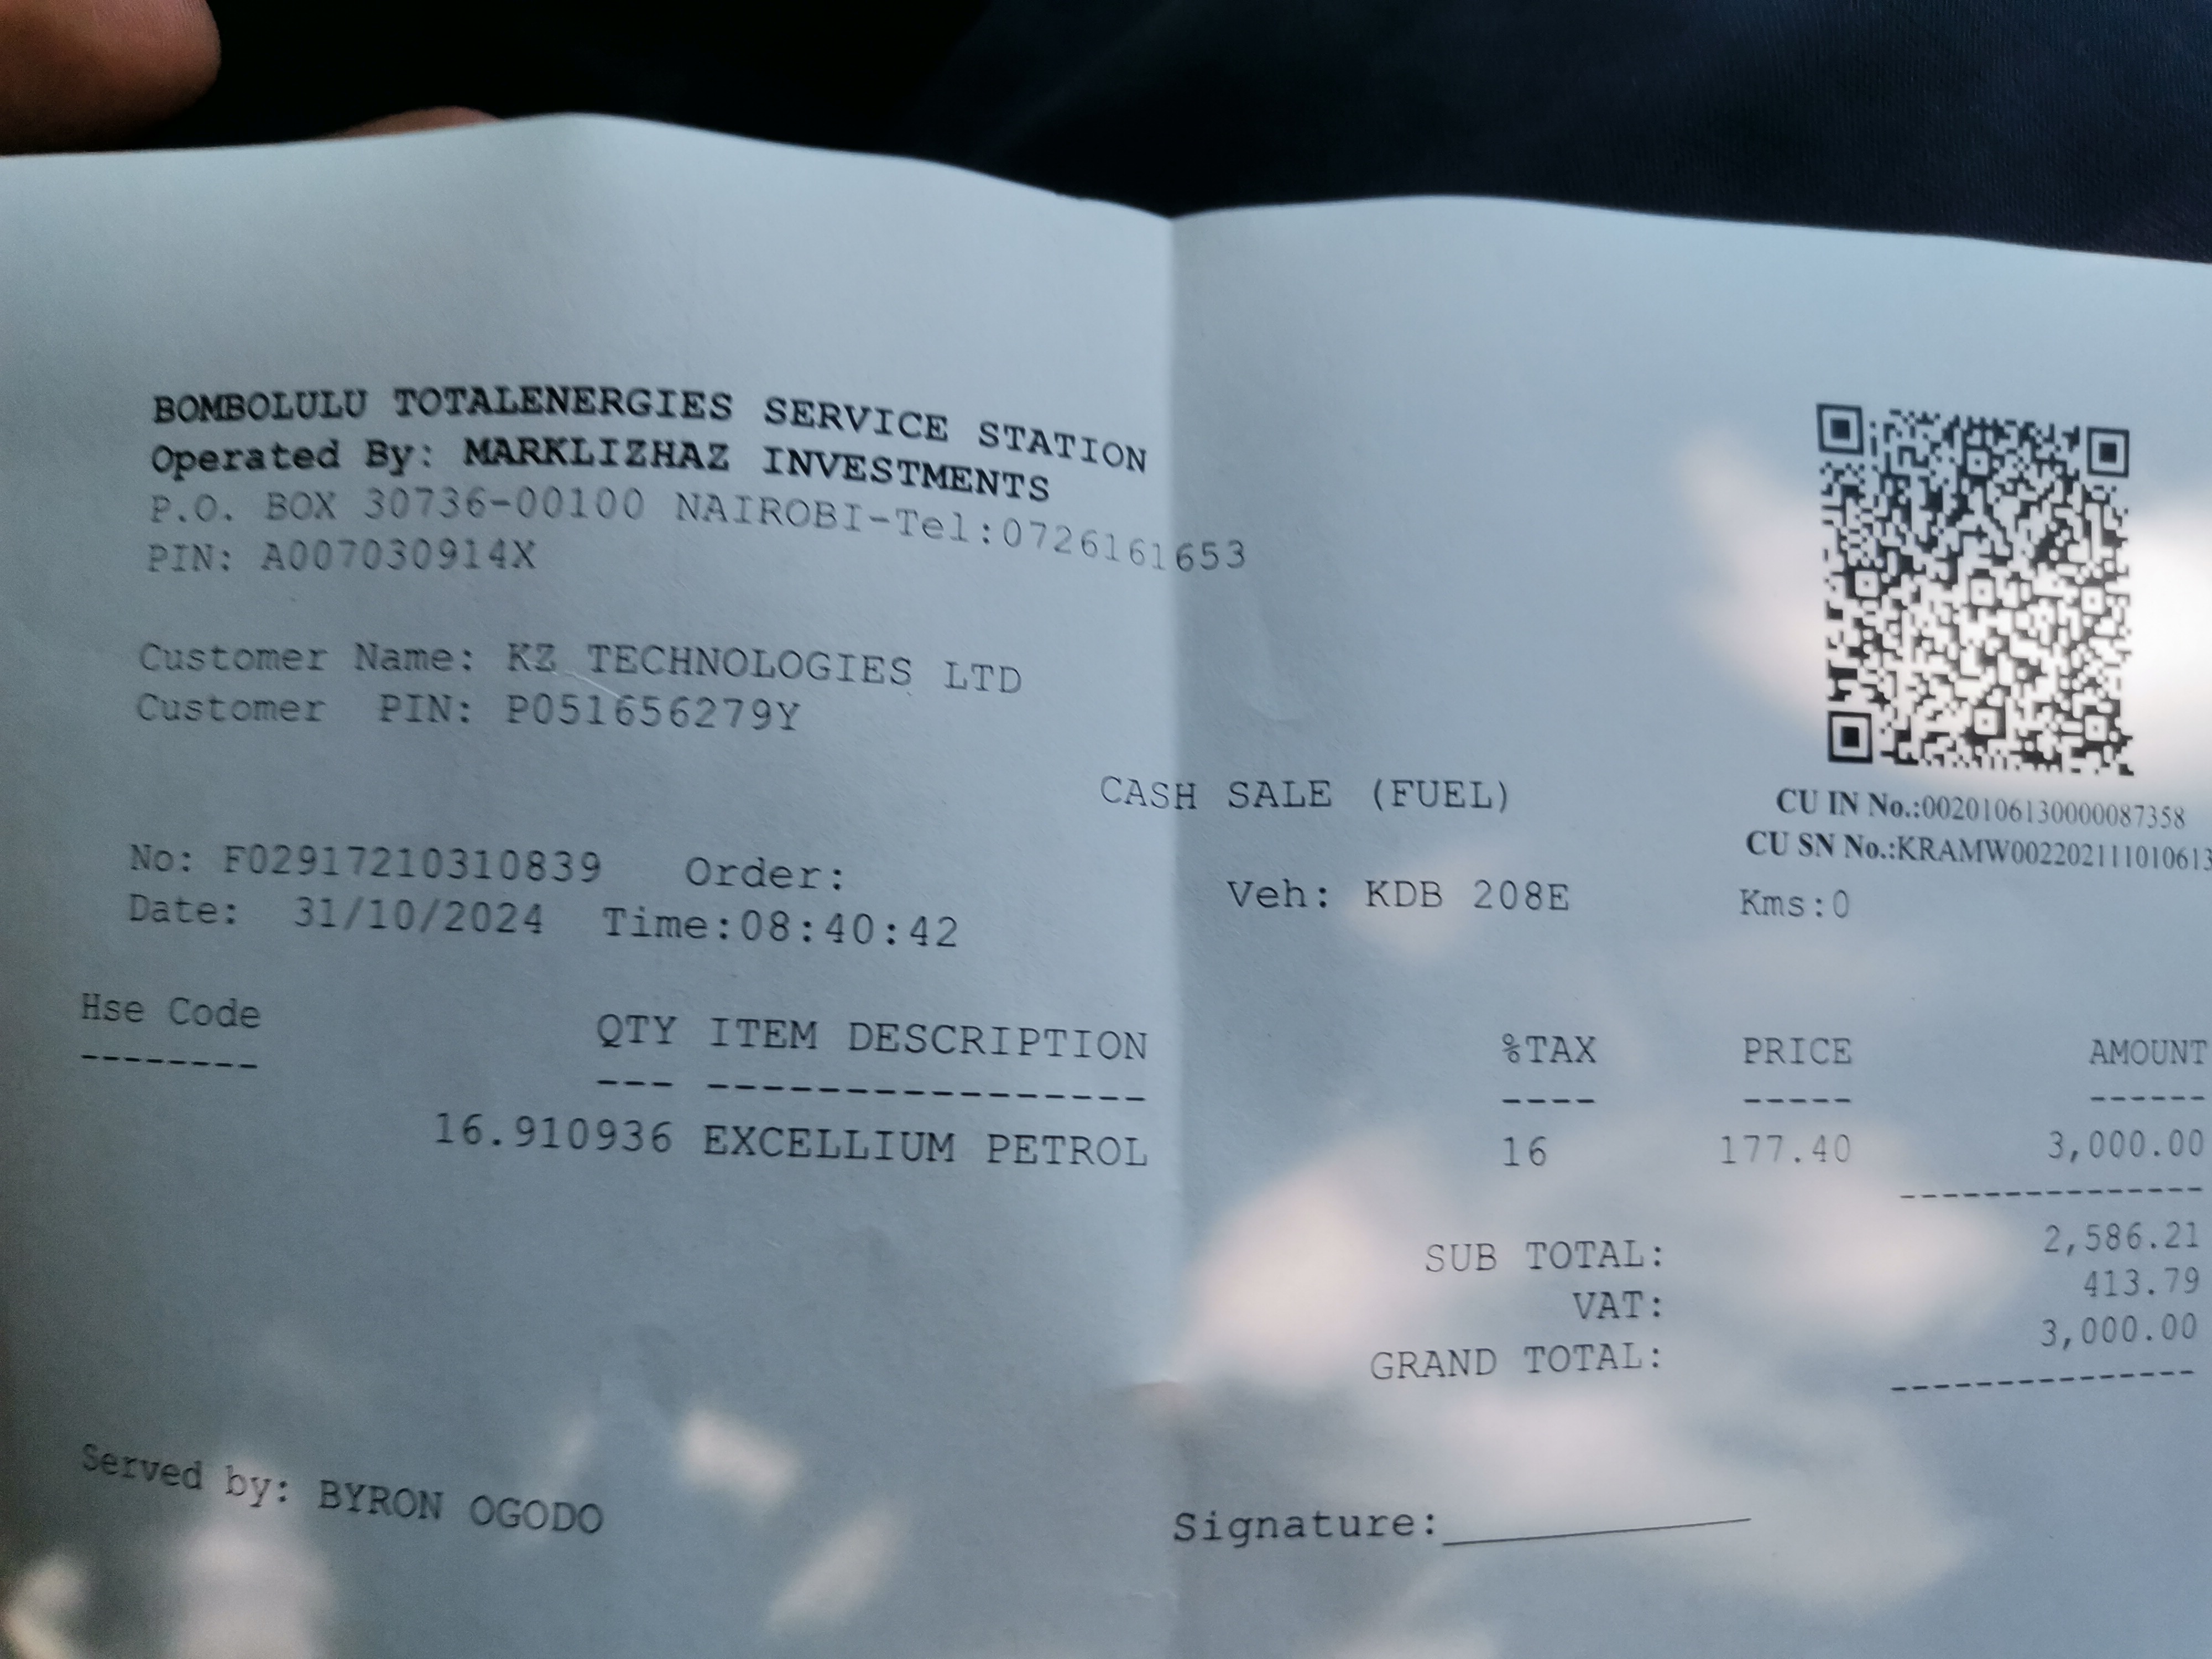 BOMBOLULU TOTALENERGIES SERVICE STATION
Operated By: MARKLIZHAZ INVESTMENTS
P.O. BOX 30736-00100 NAIROBI-Tel:0726161653
PIN: A007030914X
Customer Name: KZ TECHNOLOGIES LTD
Customer PIN: P051656279Y
CASH SALE (FUEL)
CU IN No.:0020106130000087358
CU SN No.:KRAMW002202111010613
No: F02917210310839 Order:
Veh: KDB 208E Kms:0
Date: 31/10/2024 Time:08:40:42
Hse Code QTY ITEM DESCRIPTION %TAX PRICE AMOUNT
-------- --- ---------------- ---- ----- ------
16.910936 EXCELLIUM PETROL 16 177.40 3,000.00
--------------
SUB TOTAL: 2,586.21
VAT: 413.79
GRAND TOTAL: 3,000.00
--------------
Served by: BYRON OGODO
Signature: